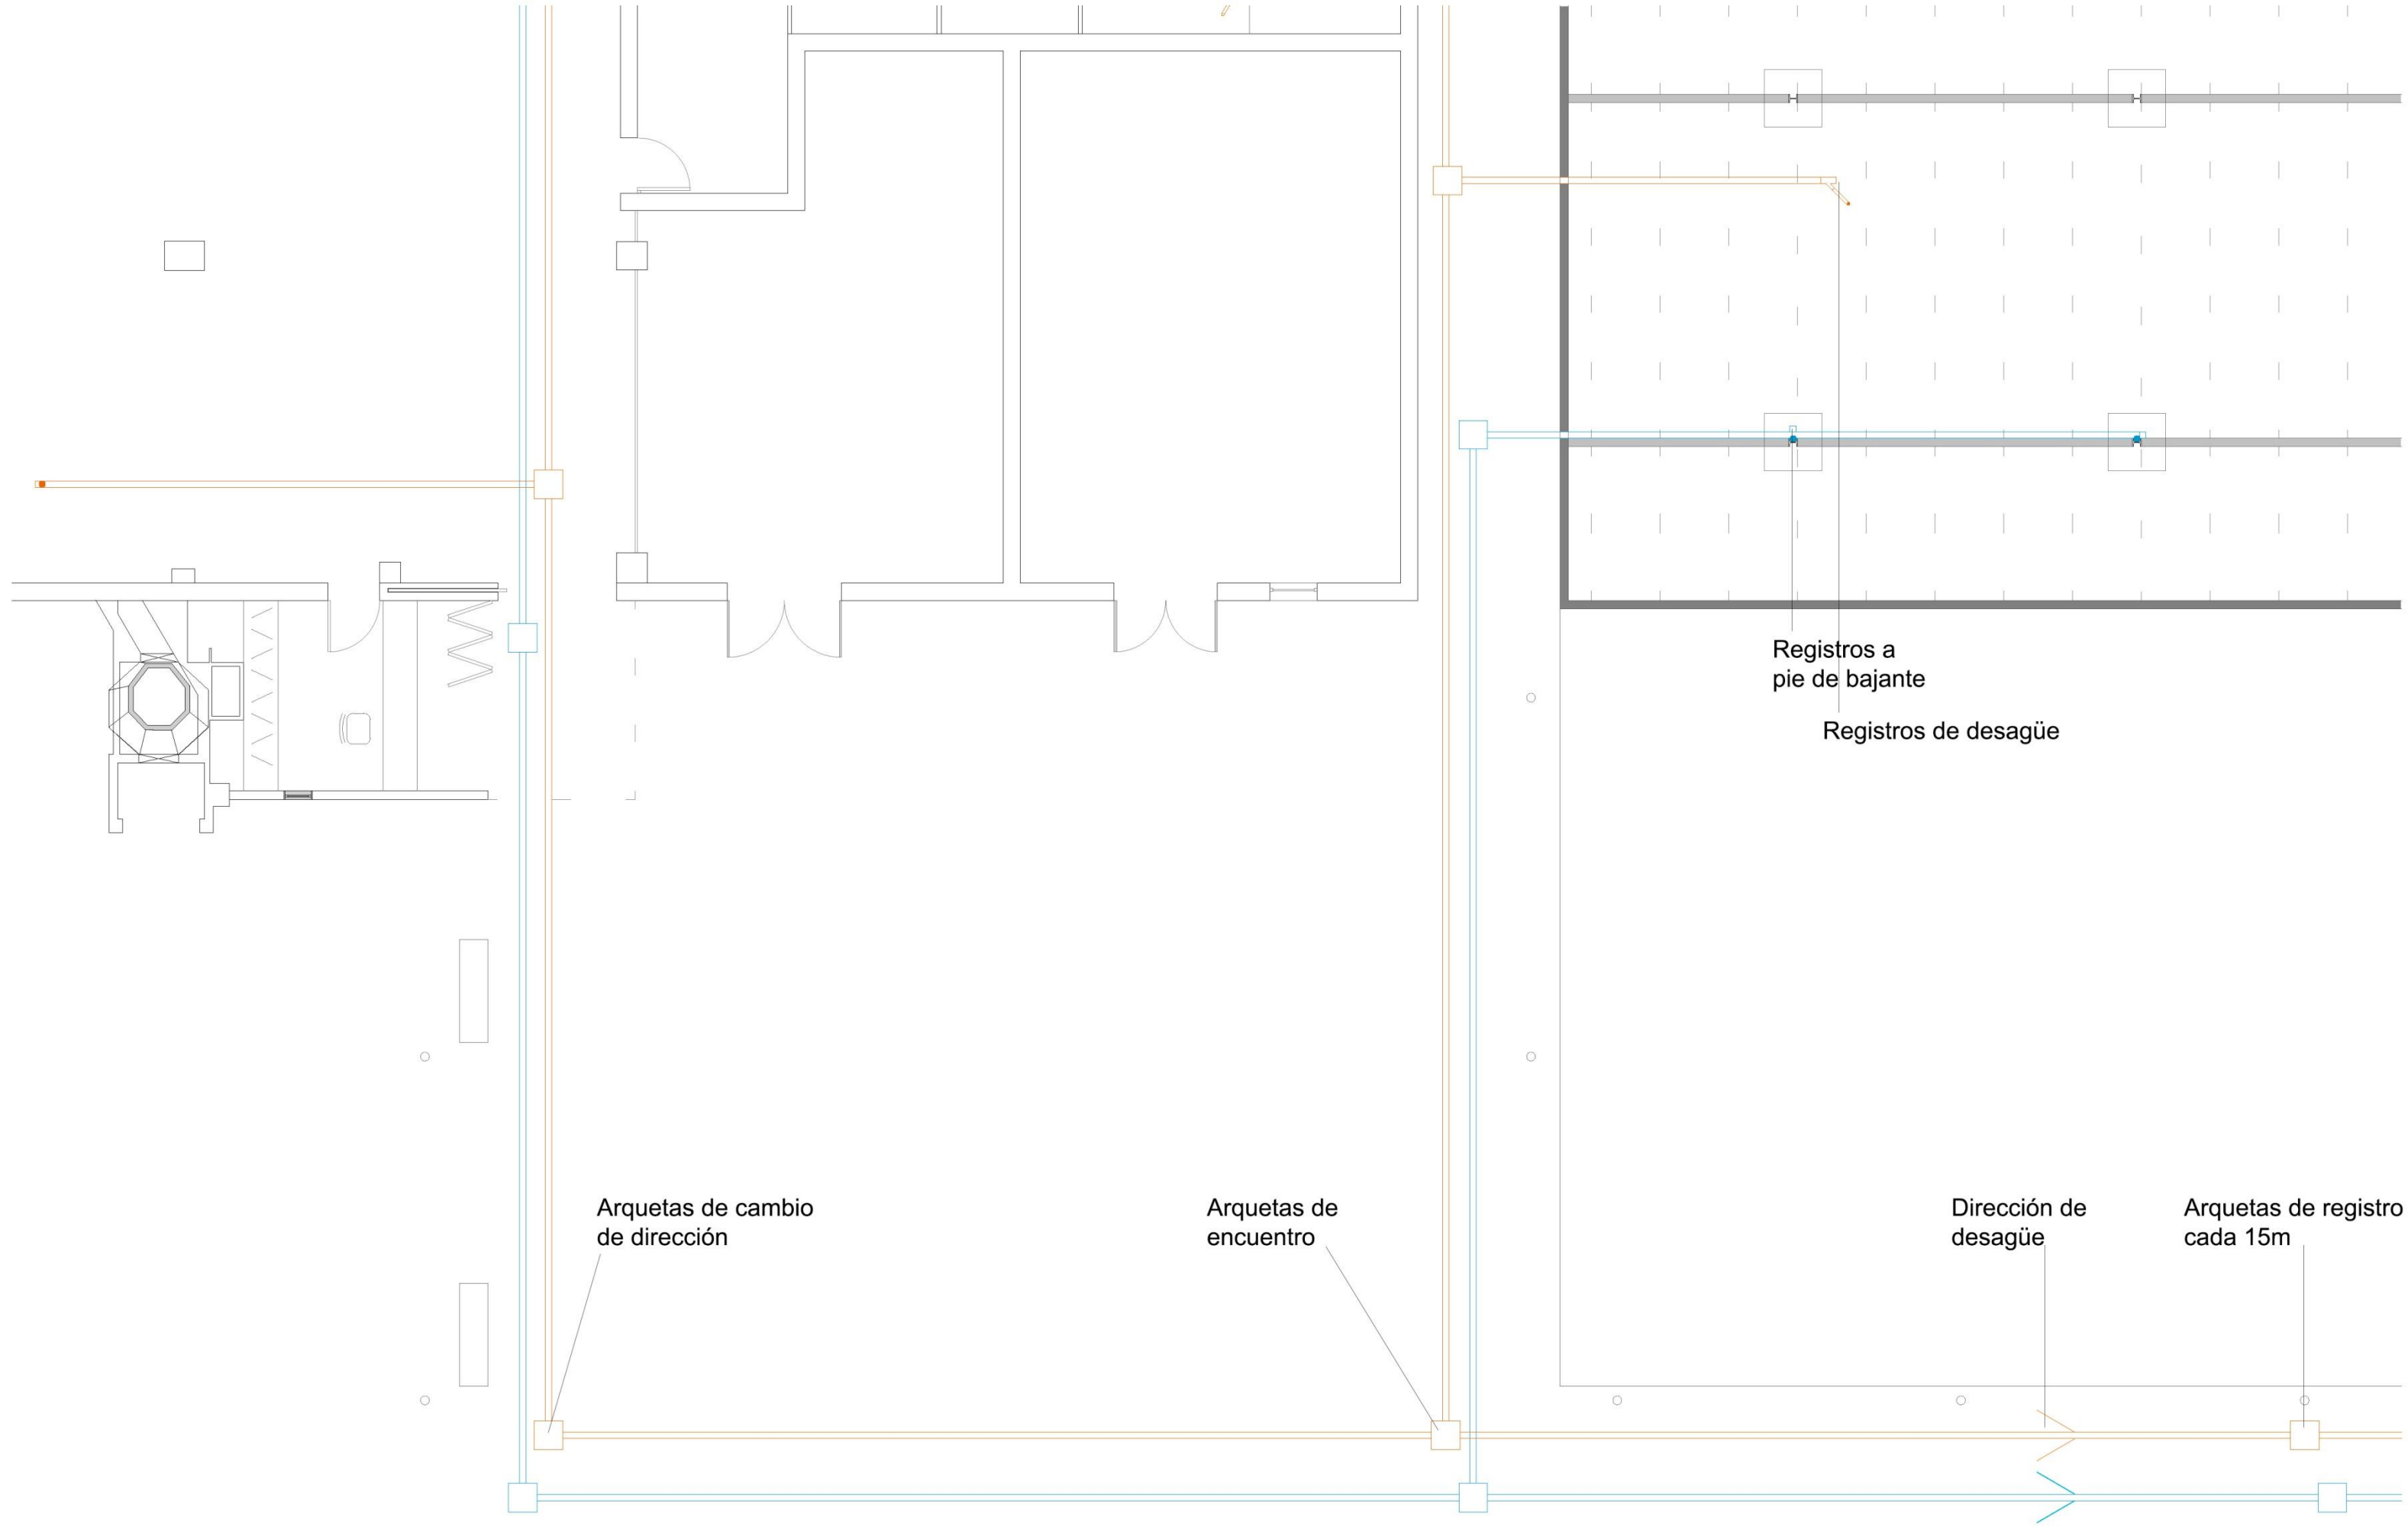 Registros a
pie de bajante
Registros de desagüe
Arquetas de cambio
de dirección
Arquetas de
encuentro
Dirección de
desagüe
Arquetas de registro
cada 15m